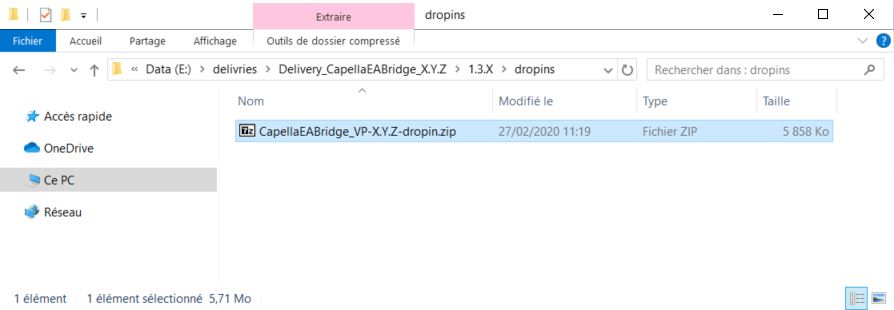 Extraire dropins
Fichier Accueil Partage Affichage Outils de dossier compressé
« Data (E:) > delivries > Delivery_CapellaEABridge_X.Y.Z > 1.3.X > dropins Rechercher dans : dropins
Nom Modifié le Type Taille
Accès rapide
CapellaEABridge_VP-X.Y.Z-dropin.zip 27/02/2020 11:19 Fichier ZIP 5 858 Ko
OneDrive
Ce PC
Réseau
1 élément 1 élément sélectionné 5,71 Mo